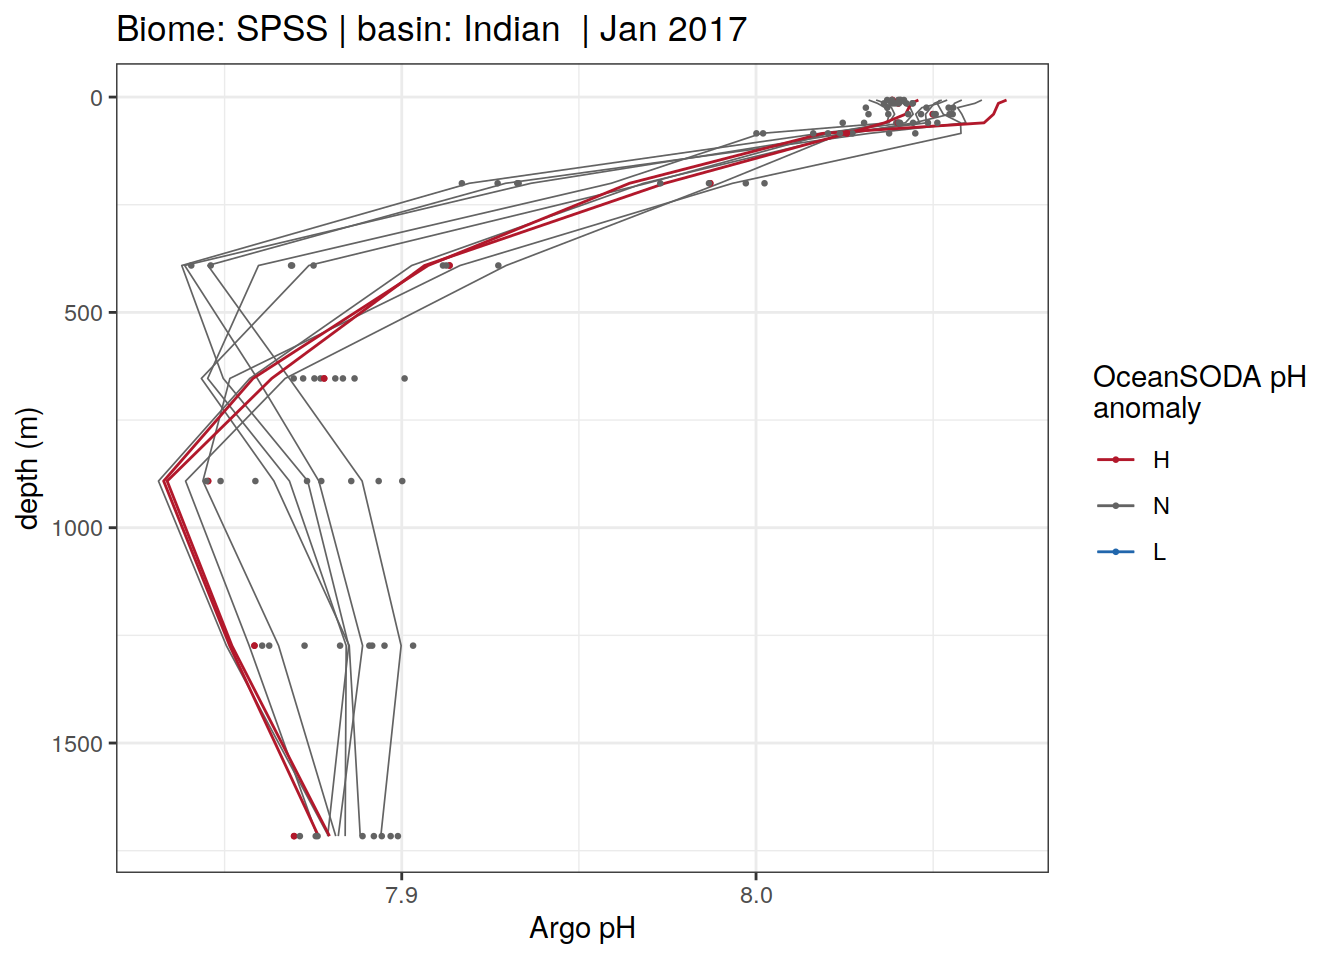 Biome: SPSS | basin: Indian  | Jan 2017
0
500
1000
1500
depth (m)
7.9
8.0
Argo pH
OceanSODA pH
anomaly
H
N
L